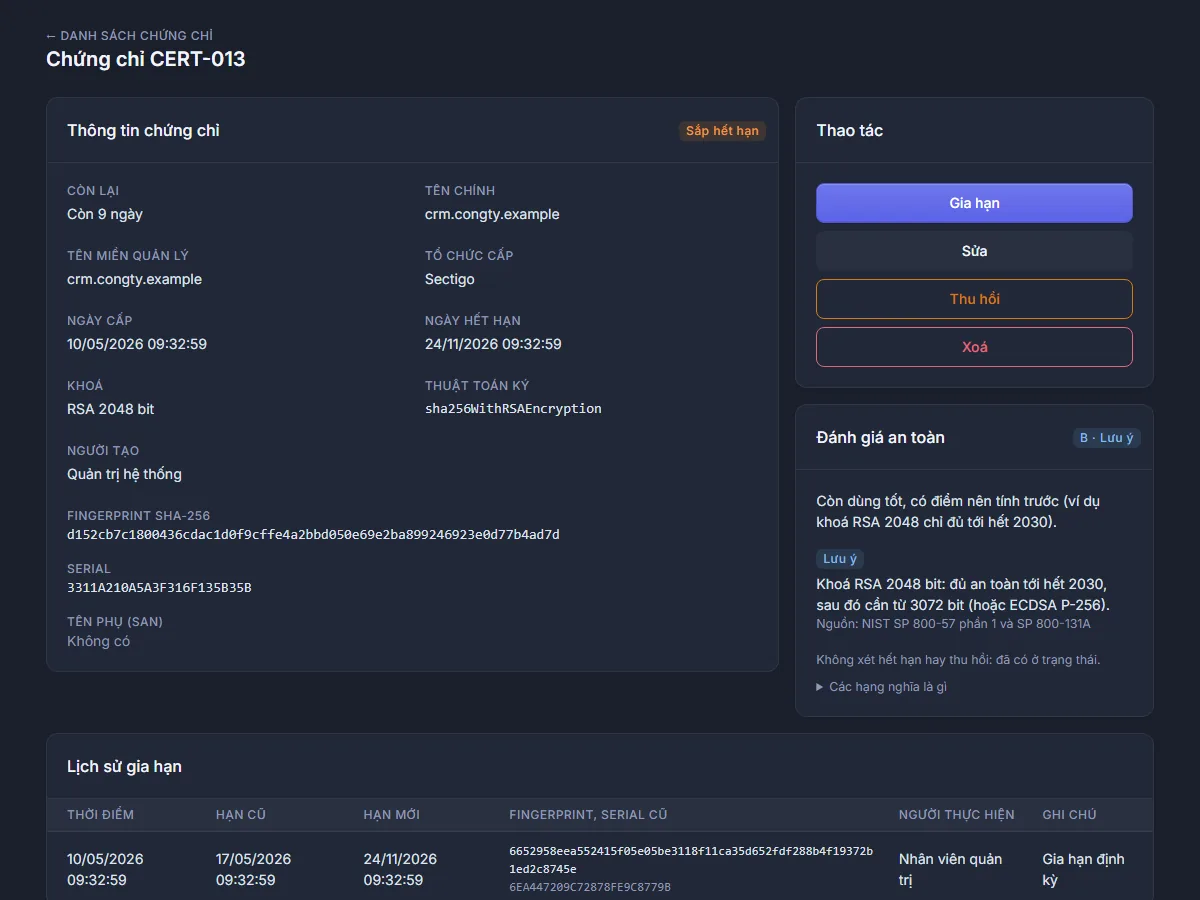 ← DANH SÁCH CHỨNG CHỈ
Chứng chỉ CERT-013
Thông tin chứng chỉ
Sắp hết hạn
CÒN LẠI
Còn 9 ngày
TÊN CHÍNH
crm.congty.example
TÊN MIỀN QUẢN LÝ
crm.congty.example
TỔ CHỨC CẤP
Sectigo
NGÀY CẤP
10/05/2026 09:32:59
NGÀY HẾT HẠN
24/11/2026 09:32:59
KHOÁ
RSA 2048 bit
THUẬT TOÁN KÝ
sha256WithRSAEncryption
NGƯỜI TẠO
Quản trị hệ thống
FINGERPRINT SHA-256
d152cb7c1800436cdac1d0f9cffe4a2bbd050e69e2ba899246923e0d77b4ad7d
SERIAL
3311A210A5A3F316F135B35B
TÊN PHỤ (SAN)
Không có
Thao tác
Gia hạn
Sửa
Thu hồi
Xoá
Đánh giá an toàn
B · Lưu ý
Còn dùng tốt, có điểm nên tính trước (ví dụ
khoá RSA 2048 chỉ đủ tới hết 2030).
Lưu ý
Khoá RSA 2048 bit: đủ an toàn tới hết 2030,
sau đó cần từ 3072 bit (hoặc ECDSA P-256).
Nguồn: NIST SP 800-57 phần 1 và SP 800-131A
Không xét hết hạn hay thu hồi: đã có ở trạng thái.
▶ Các hạng nghĩa là gì
Lịch sử gia hạn
THỜI ĐIỂM
HẠN CŨ
HẠN MỚI
FINGERPRINT, SERIAL CŨ
NGƯỜI THỰC HIỆN
GHI CHÚ
10/05/2026
09:32:59
17/05/2026
09:32:59
24/11/2026
09:32:59
6652958eea552415f05e05be3118f11ca35d652fdf288b4f19372b
1ed2c8745e
6EA447209C72878FE9C8779B
Nhân viên quản
trị
Gia hạn định
kỳ